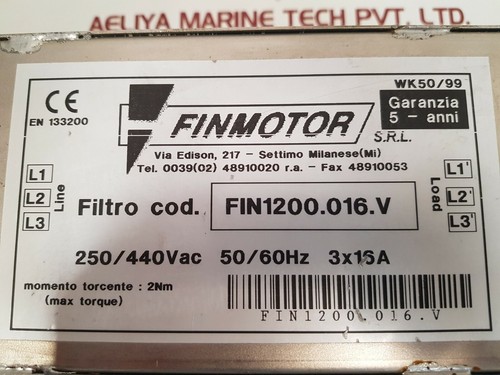 AELIYA MARINE TECH PVT. LTD.
WK50/99
CE
EN 133200
FINMOTOR S.R.L.
Garanzia
5 - anni
Via Edison, 217 - Settimo Milanese(Mi)
Tel. 0039(02) 48910020 r.a. - Fax 48910053
L1
L2
L3
Line
Filtro cod.
FIN1200.016.V
Load
L1'
L2'
L3'
250/440Vac 50/60Hz 3x16A
momento torcente : 2Nm
(max torque)
FIN1200.016.V